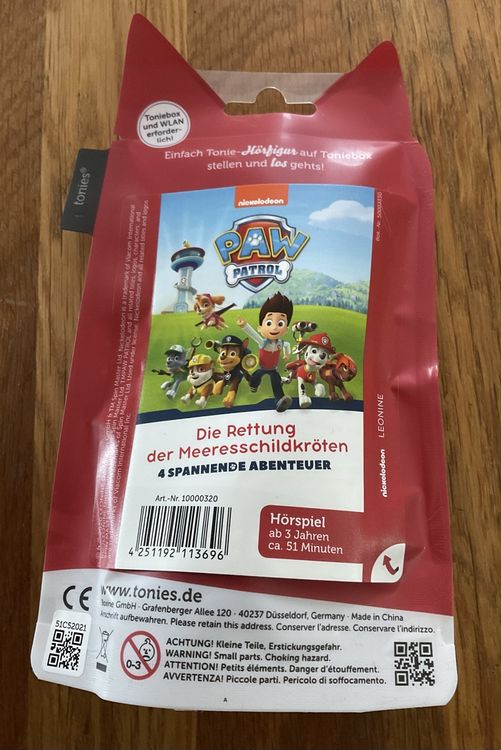 Toniebox
und WLAN
erforder-
lich!
Einfach Tonie-Hörfigur auf Toniebox
stellen und los gehts!
tonies®
nickelodeon
PAW
PATROL
Die Rettung
der Meeresschildkröten
4 SPANNENDE ABENTEUER
Art.-Nr. 10000320
4 251192 113696
Hörspiel
ab 3 Jahren
ca. 51 Minuten
nickelodeon LEONINE
CE
www.tonies.de
GmbH · Grafenberger Allee 120 · 40237 Düsseldorf, Germany · Made in China
Anschrift aufbewahren. Please retain this address. Conserver l'adresse. Conservare l'indirizzo.
51C52021
0-3
ACHTUNG! Kleine Teile, Erstickungsgefahr.
WARNING! Small parts. Choking hazard.
ATTENTION! Petits éléments. Danger d'étouffement.
AVVERTENZA! Piccole parti. Pericolo di soffocamento.
A